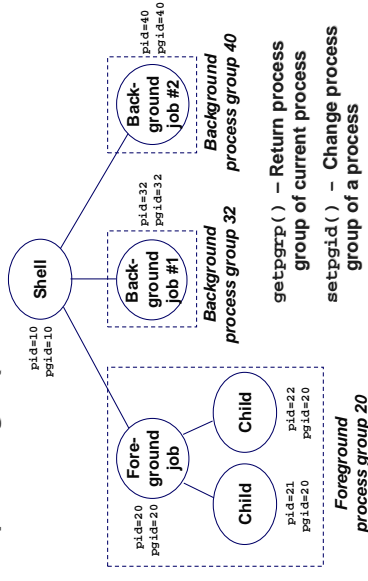 pid=10
pgid=10
Shell
pid=20
pgid=20
Fore-
ground
job
Back-
ground
job #1
pid=32
pgid=32
Back-
ground
job #2
pid=40
pgid=40
Background
process group 32
Background
process group 40
Child
Child
pid=21
pgid=20
pid=22
pgid=20
Foreground
process group 20
getpgrp() – Return process
group of current process
setpgid() – Change process
group of a process